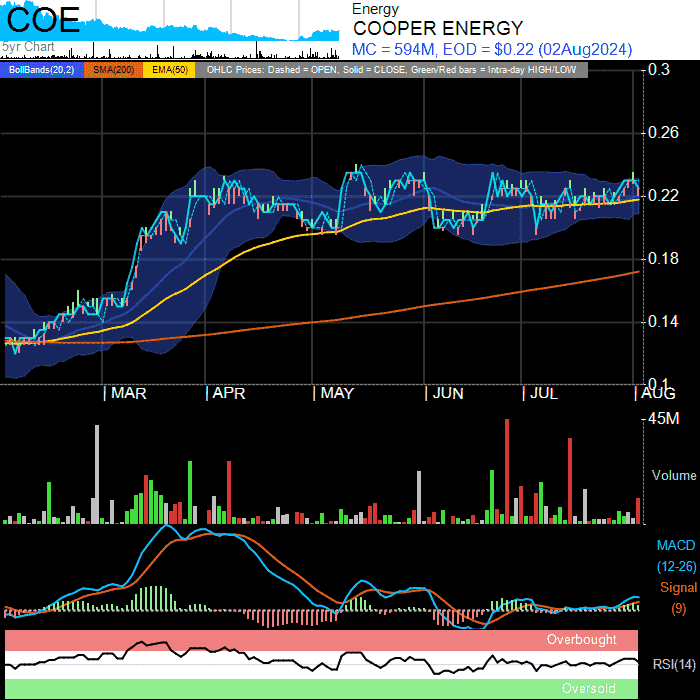 COE
5yr Chart
Energy
COOPER ENERGY
MC = 594M, EOD = $0.22 (02Aug2024)
BollBands(20,2) SMA(200) EMA(50) OHLC Prices: Dashed = OPEN, Solid = CLOSE, Green/Red bars = Intra-day HIGH/LOW
0.3
0.26
0.22
0.18
0.14
0.1
MAR APR MAY JUN JUL AUG
45M
Volume
MACD
(12-26)
Signal
(9)
Overbought
RSI(14)
Oversold